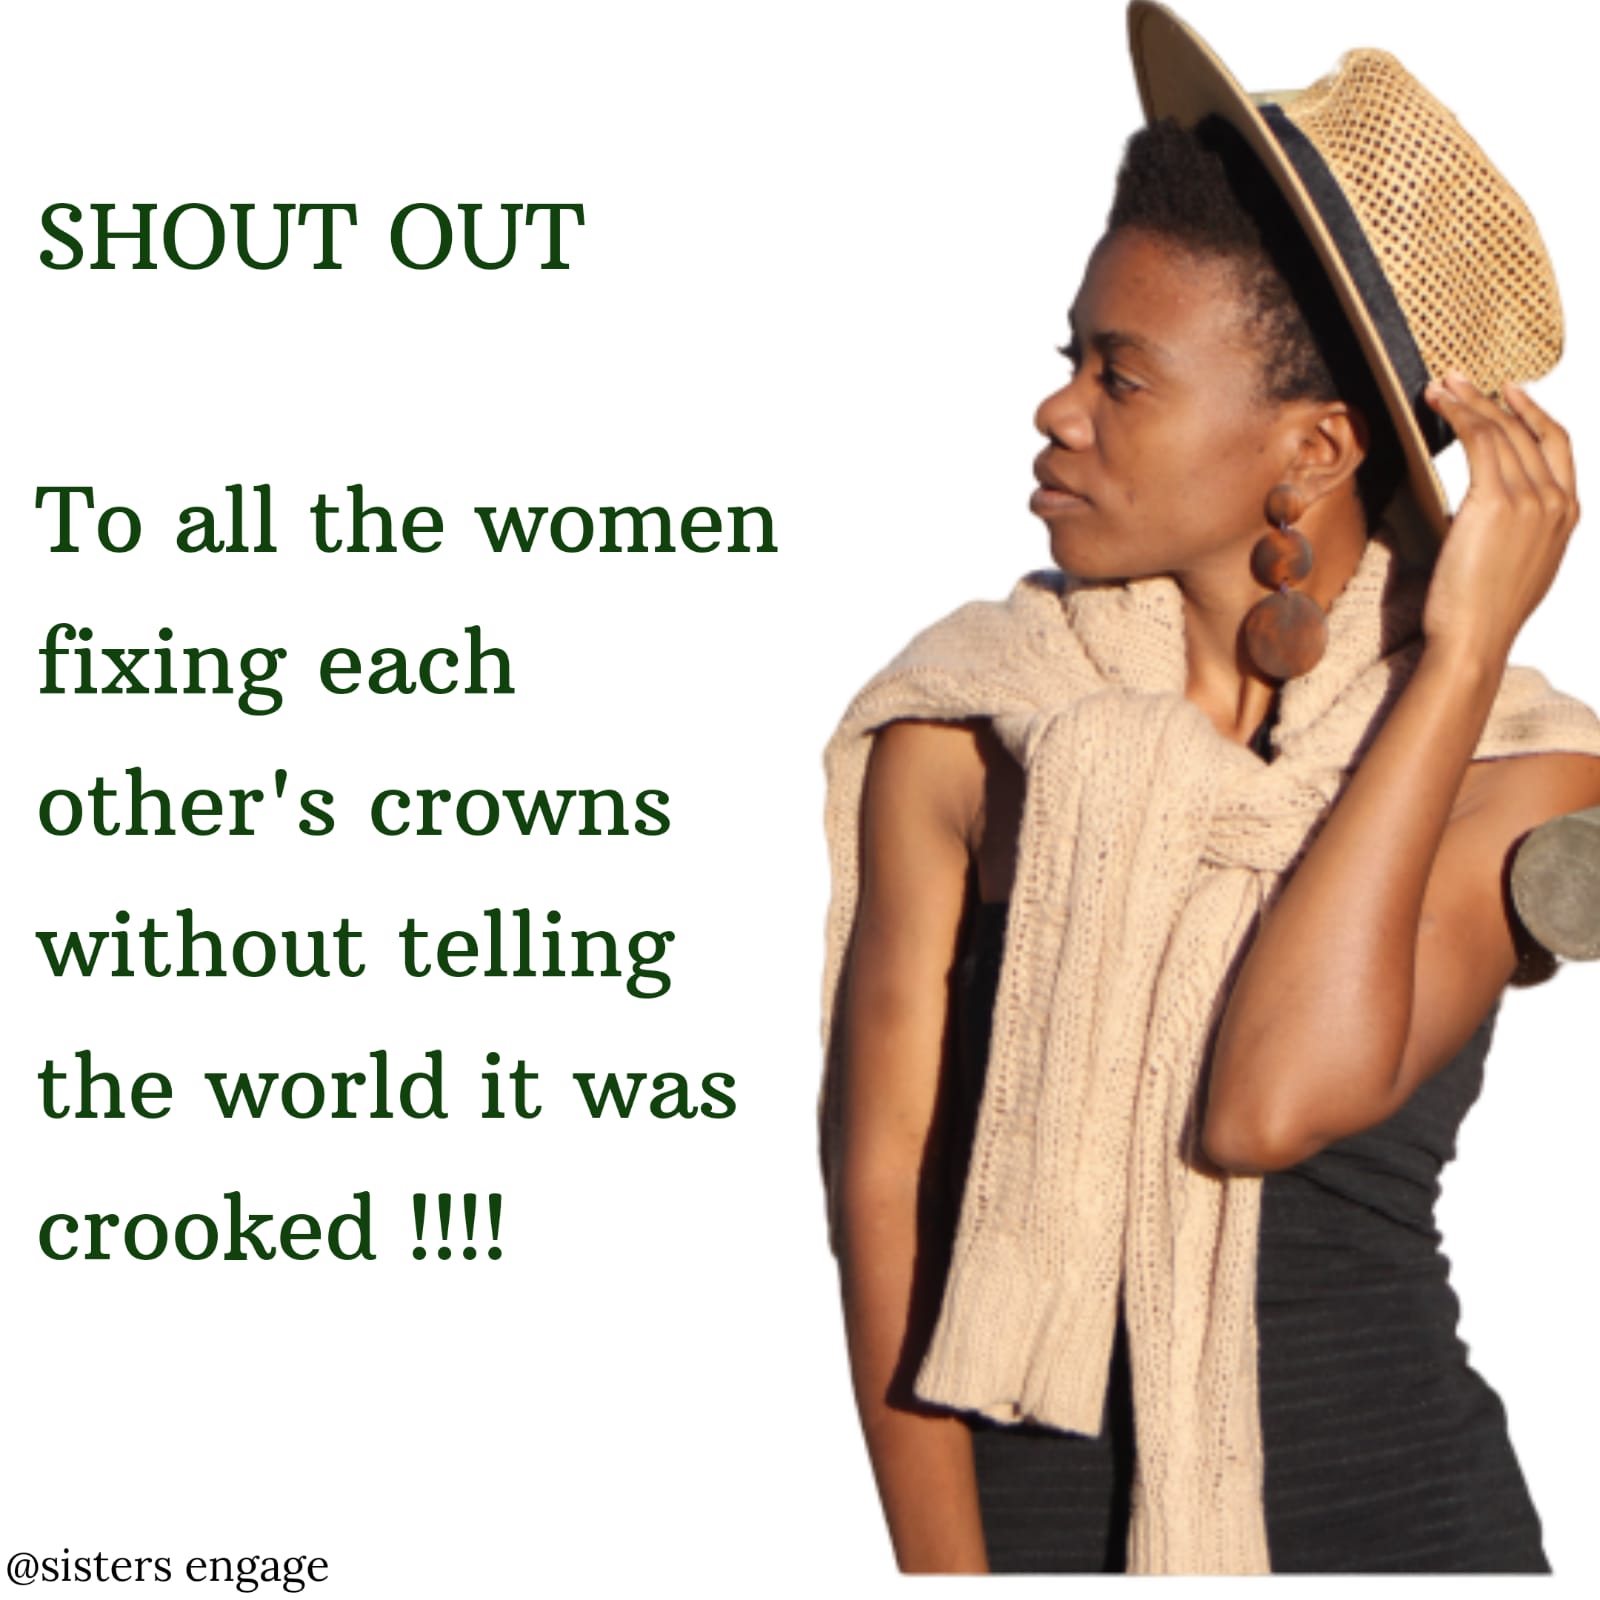 SHOUT OUT
To all the women
fixing each
other's crowns
without telling
the world it was
crooked !!!!
@sisters engage